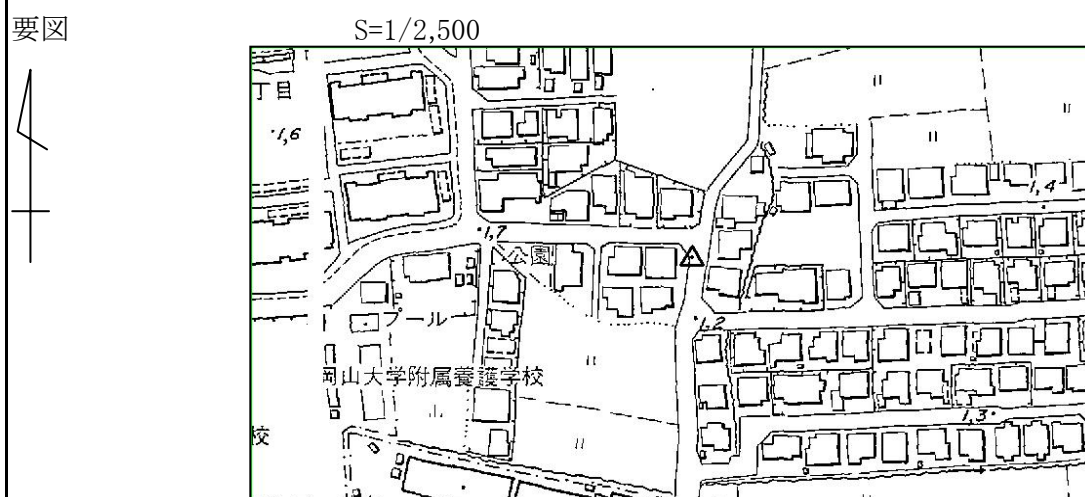 要図
S=1/2,500
丁目
1,6
1,4
1,7
公園
プール
1,2
岡山大学附属養護学校
1,3
校